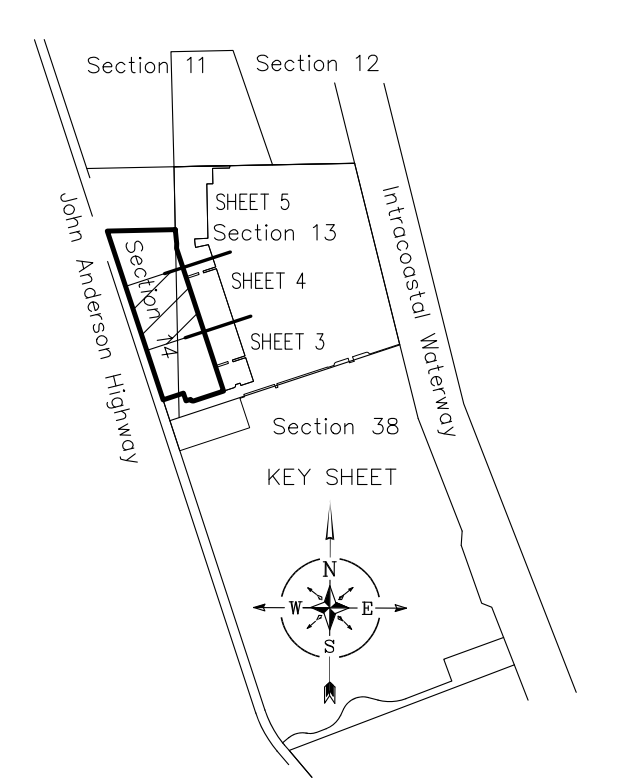 Section 11
Section 12
SHEET 5
Section 13
John Anderson Highway
Section 14
SHEET 4
Intracoastal Waterway
SHEET 3
Section 38
KEY SHEET
N
W
E
S